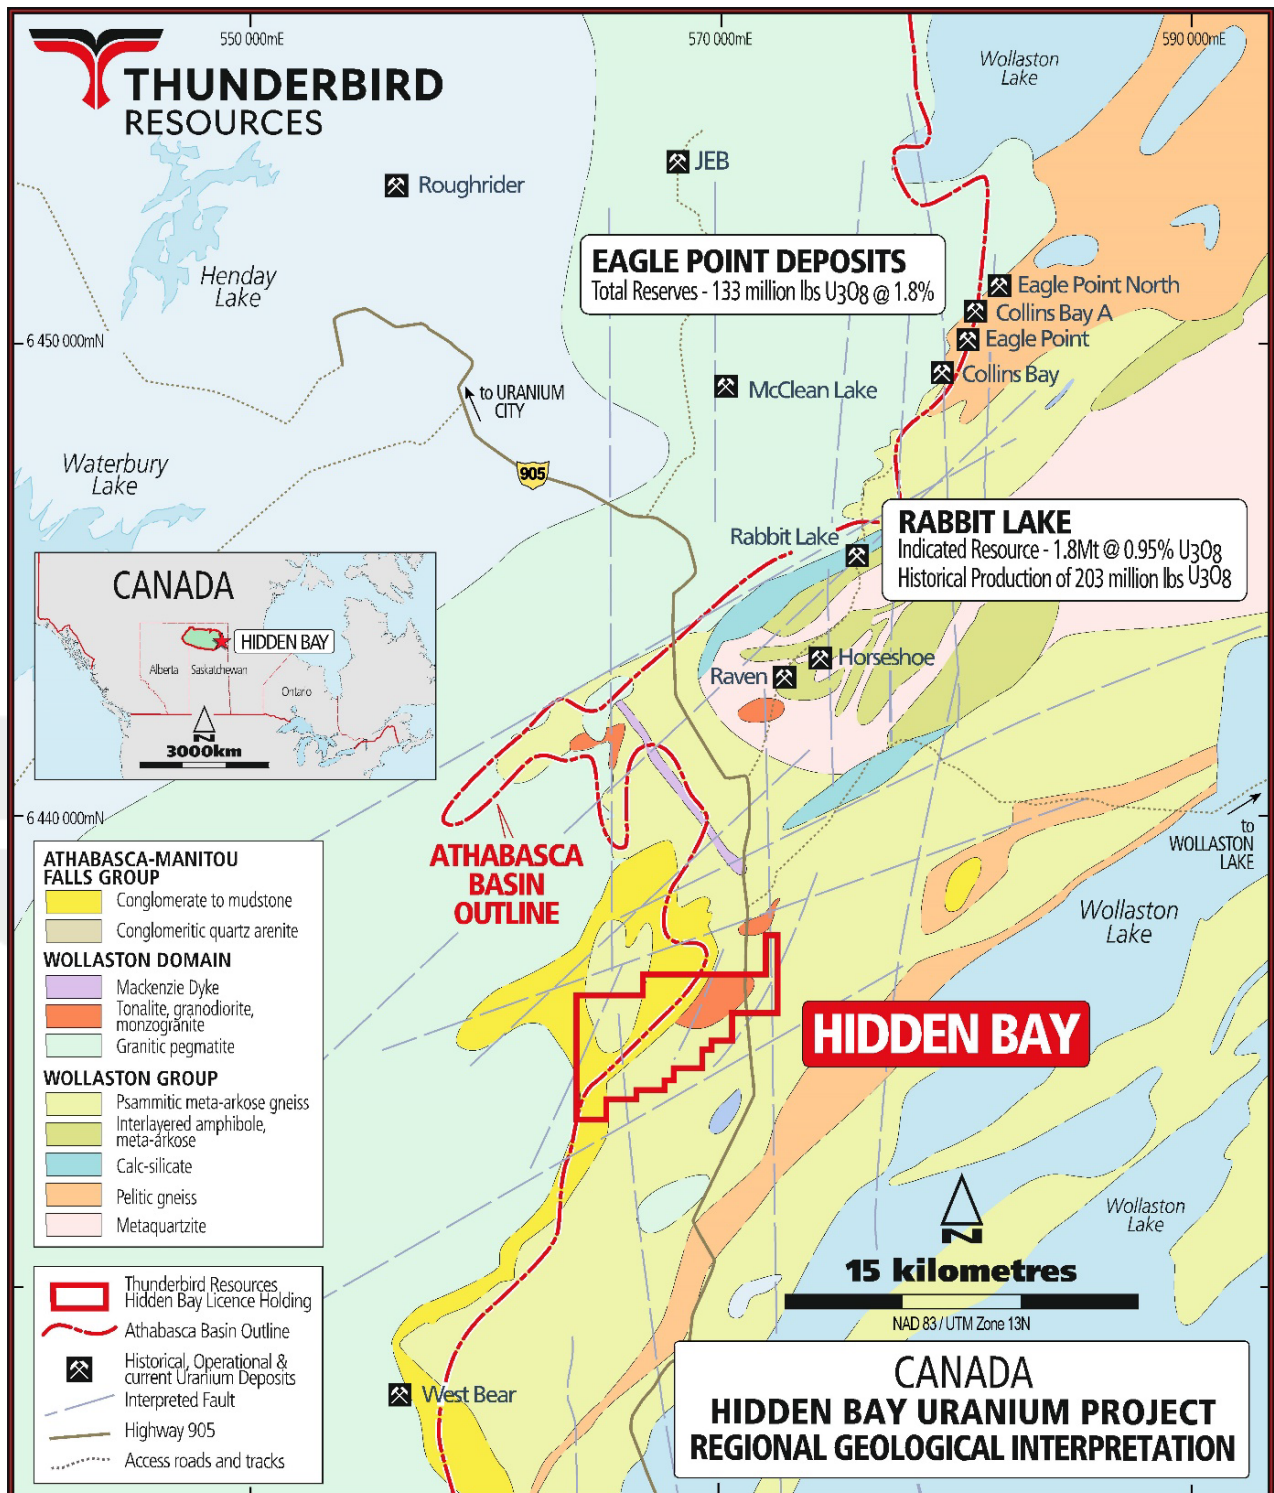 550 000mE
570 000mE
590 000mE
THUNDERBIRD
RESOURCES
Wollaston
Lake
JEB
Roughrider
Henday
Lake
EAGLE POINT DEPOSITS
Total Reserves - 133 million lbs U3O8 @ 1.8%
Eagle Point North
Collins Bay A
Eagle Point
Collins Bay
6 450 000mN
to URANIUM
CITY
McClean Lake
Waterbury
Lake
905
RABBIT LAKE
Indicated Resource - 1.8Mt @ 0.95% U3O8
Historical Production of 203 million lbs U3O8
Rabbit Lake
CANADA
HIDDEN BAY
Alberta
Saskatchewan
Ontario
N
3000km
Horseshoe
Raven
6 440 000mN
to
WOLLASTON
LAKE
ATHABASCA
BASIN
OUTLINE
Wollaston
Lake
HIDDEN BAY
ATHABASCA-MANITOU
FALLS GROUP
Conglomerate to mudstone
Conglomeritic quartz arenite
WOLLASTON DOMAIN
Mackenzie Dyke
Tonalite, granodiorite,
monzogranite
Granitic pegmatite
WOLLASTON GROUP
Psammitic meta-arkose gneiss
Interlayered amphibole,
meta-arkose
Calc-silicate
Pelitic gneiss
Metaquartzite
Wollaston
Lake
N
15 kilometres
NAD 83 / UTM Zone 13N
Thunderbird Resources
Hidden Bay Licence Holding
Athabasca Basin Outline
Historical, Operational &
current Uranium Deposits
Interpreted Fault
Highway 905
Access roads and tracks
West Bear
CANADA
HIDDEN BAY URANIUM PROJECT
REGIONAL GEOLOGICAL INTERPRETATION